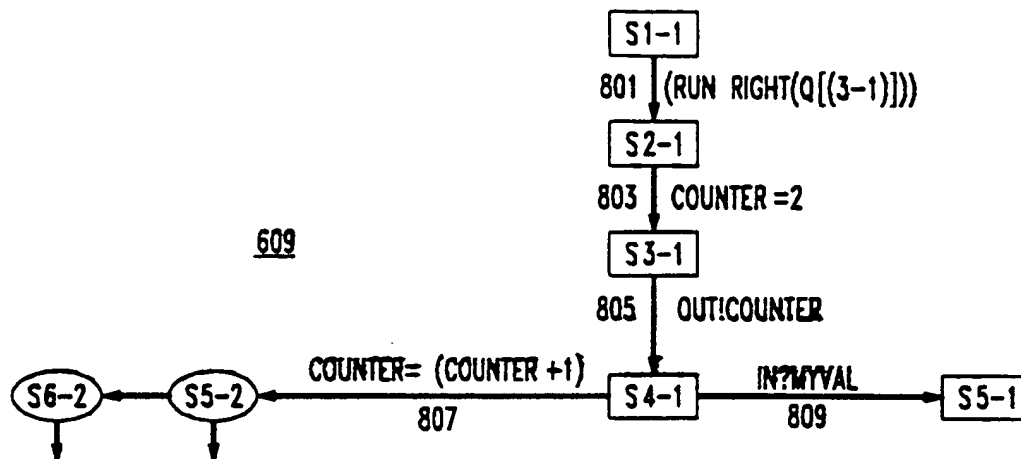 S1-1
801 (RUN RIGHT(Q[(3-1)]))
S2-1
803 COUNTER=2
S3-1
609
805 OUT!COUNTER
COUNTER= (COUNTER +1)
IN?MYVAL
S6-2
S5-2
S4-1
S5-1
807
809